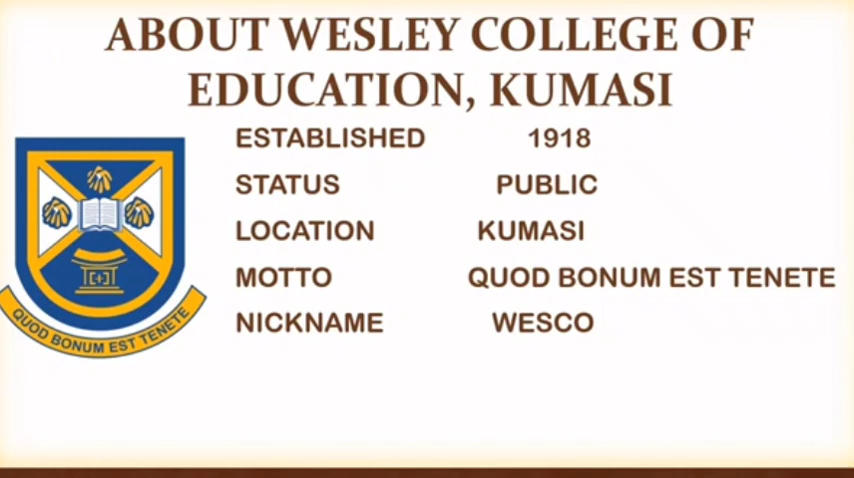 ABOUT WESLEY COLLEGE OF
EDUCATION, KUMASI
ESTABLISHED 1918
STATUS PUBLIC
LOCATION KUMASI
MOTTO QUOD BONUM EST TENETE
NICKNAME WESCO
QUOD BONUM EST TENETE